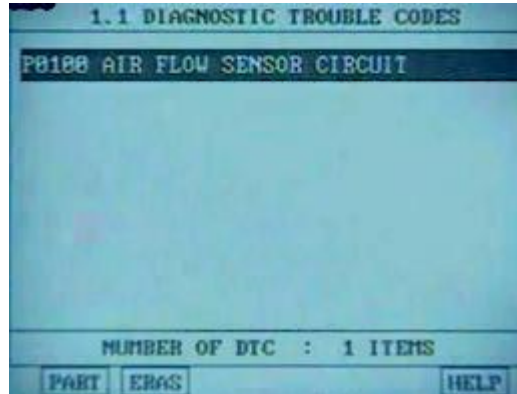 1.1 DIAGNOSTIC TROUBLE CODES
P0100 AIR FLOW SENSOR CIRCUIT
NUMBER OF DTC : 1 ITEMS
PART ERAS HELP